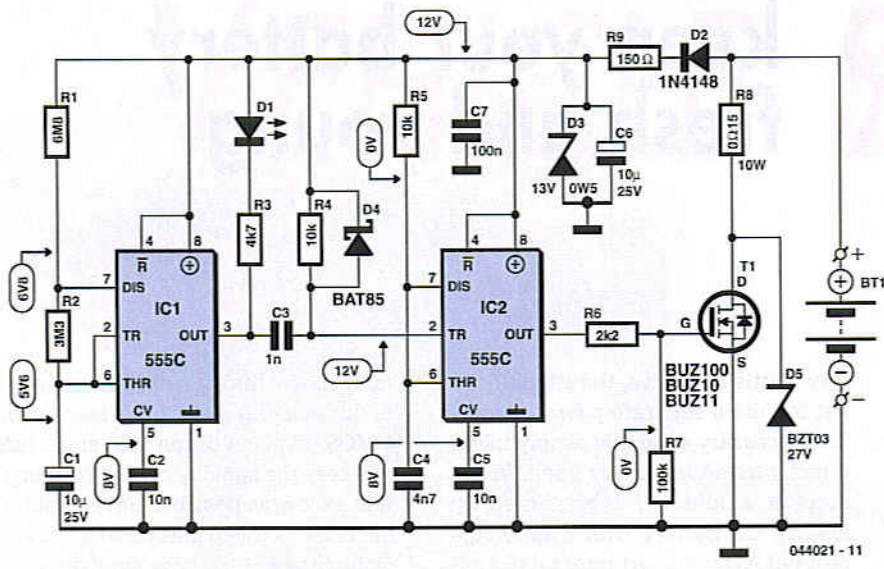 12V
R9
150Ω
D2
1N4148
R1
6M8
D1
R5
10k
0V
C7
100n
D3
13V
0W5
C6
10µ
25V
R8
0Ω15
10W
R3
4k7
R4
10k
D4
BAT85
6V8
R2
3M3
5V6
4
R
8
7
DIS
IC1
2
TR
OUT
3
555C
6
THR
CV
5
1
C3
1n
12V
4
R
8
7
DIS
IC2
2
TR
OUT
3
555C
6
THR
CV
5
1
R6
2k2
T1
D
G
S
BUZ100
BUZ10
BUZ11
+
BT1
–
D5
BZT03
27V
C1
10µ
25V
8V
C2
10n
C4
4n7
8V
C5
10n
0V
R7
100k
044021 - 11